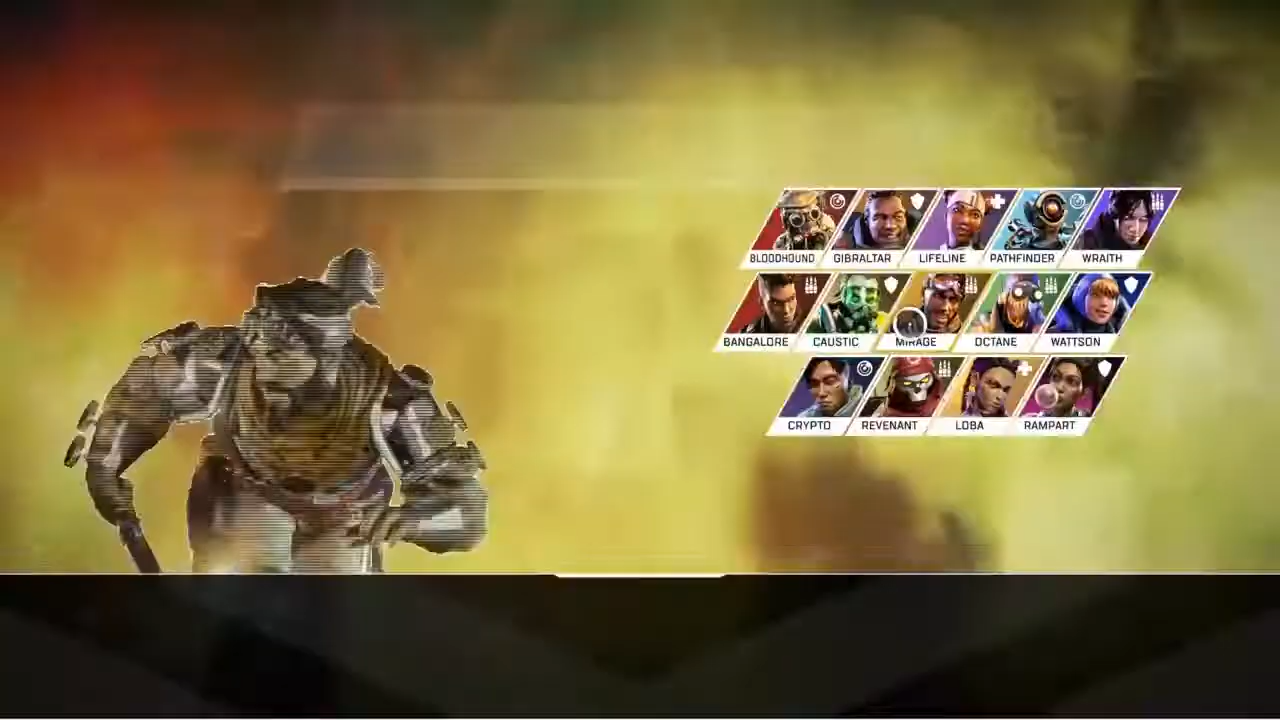 BLOODHOUND GIBRALTAR LIFELINE PATHFINDER WRAITH
BANGALORE CAUSTIC MIRAGE OCTANE WATTSON
CRYPTO REVENANT LOBA RAMPART